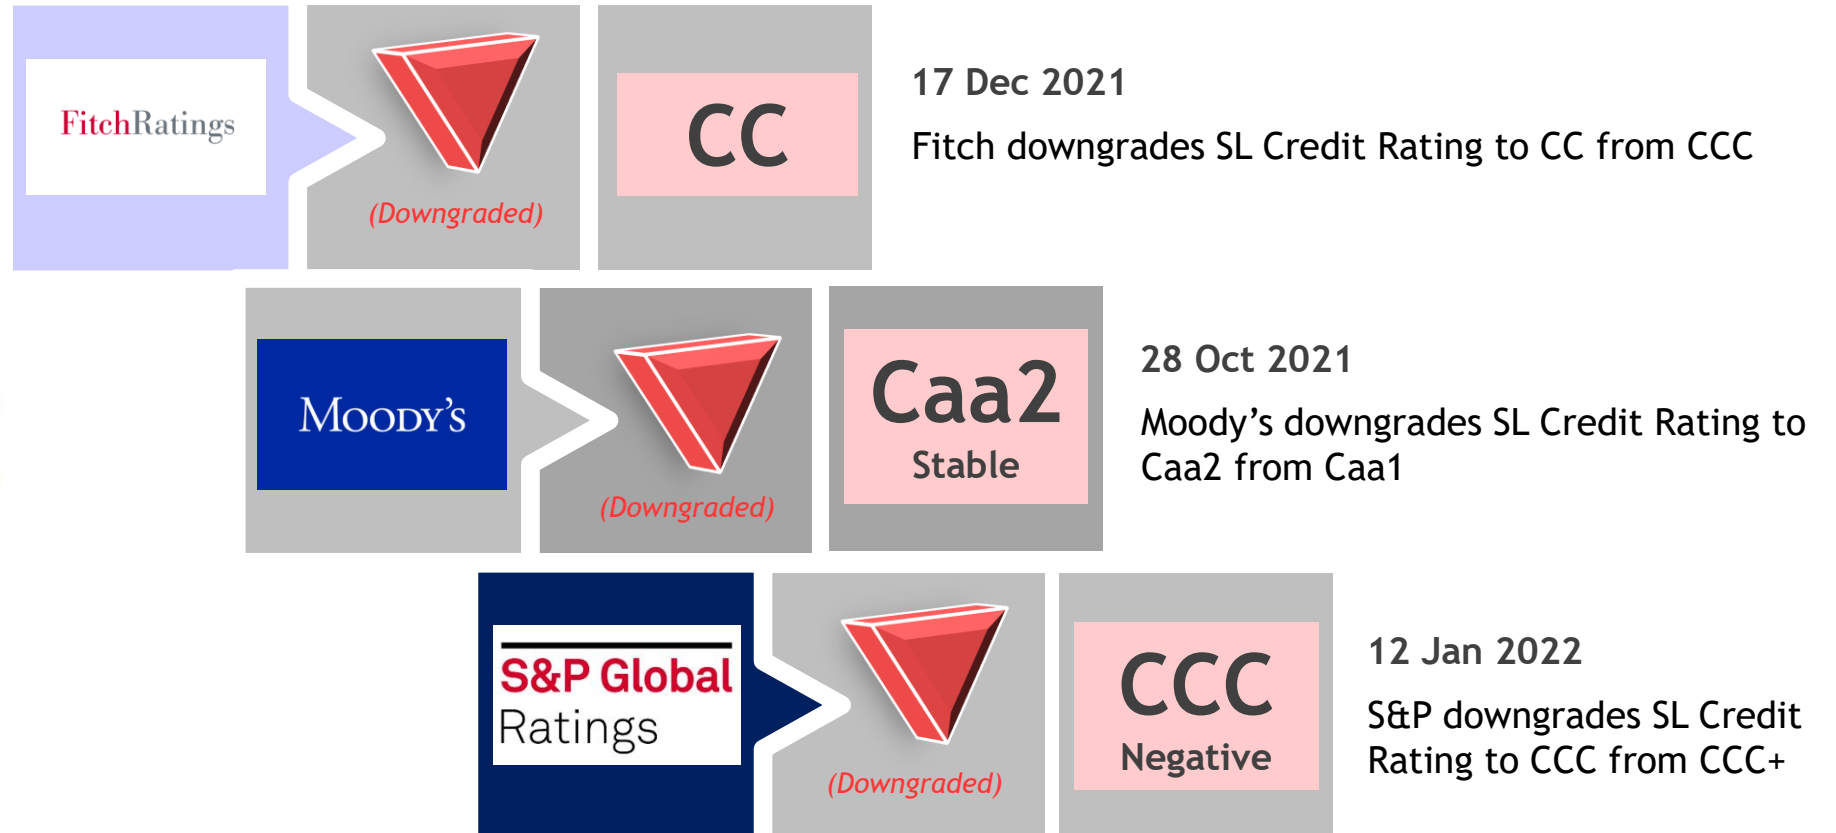 FitchRatings
(Downgraded)
CC
17 Dec 2021
Fitch downgrades SL Credit Rating to CC from CCC
MOODY'S
(Downgraded)
Caa2
Stable
28 Oct 2021
Moody’s downgrades SL Credit Rating to
Caa2 from Caa1
S&P Global
Ratings
(Downgraded)
CCC
Negative
12 Jan 2022
S&P downgrades SL Credit
Rating to CCC from CCC+